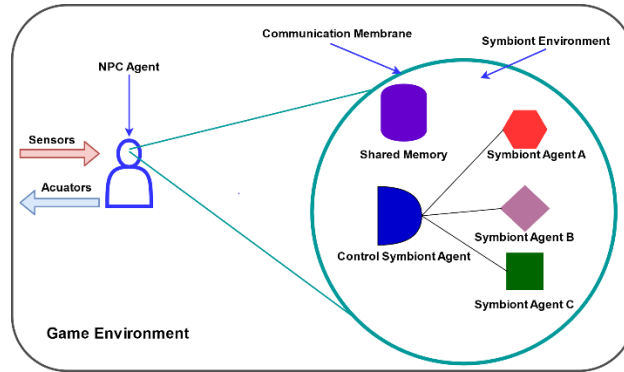 Communication Membrane
Symbiont Environment
NPC Agent
Sensors
Acuators
Shared Memory
Symbiont Agent A
Control Symbiont Agent
Symbiont Agent B
Symbiont Agent C
Game Environment